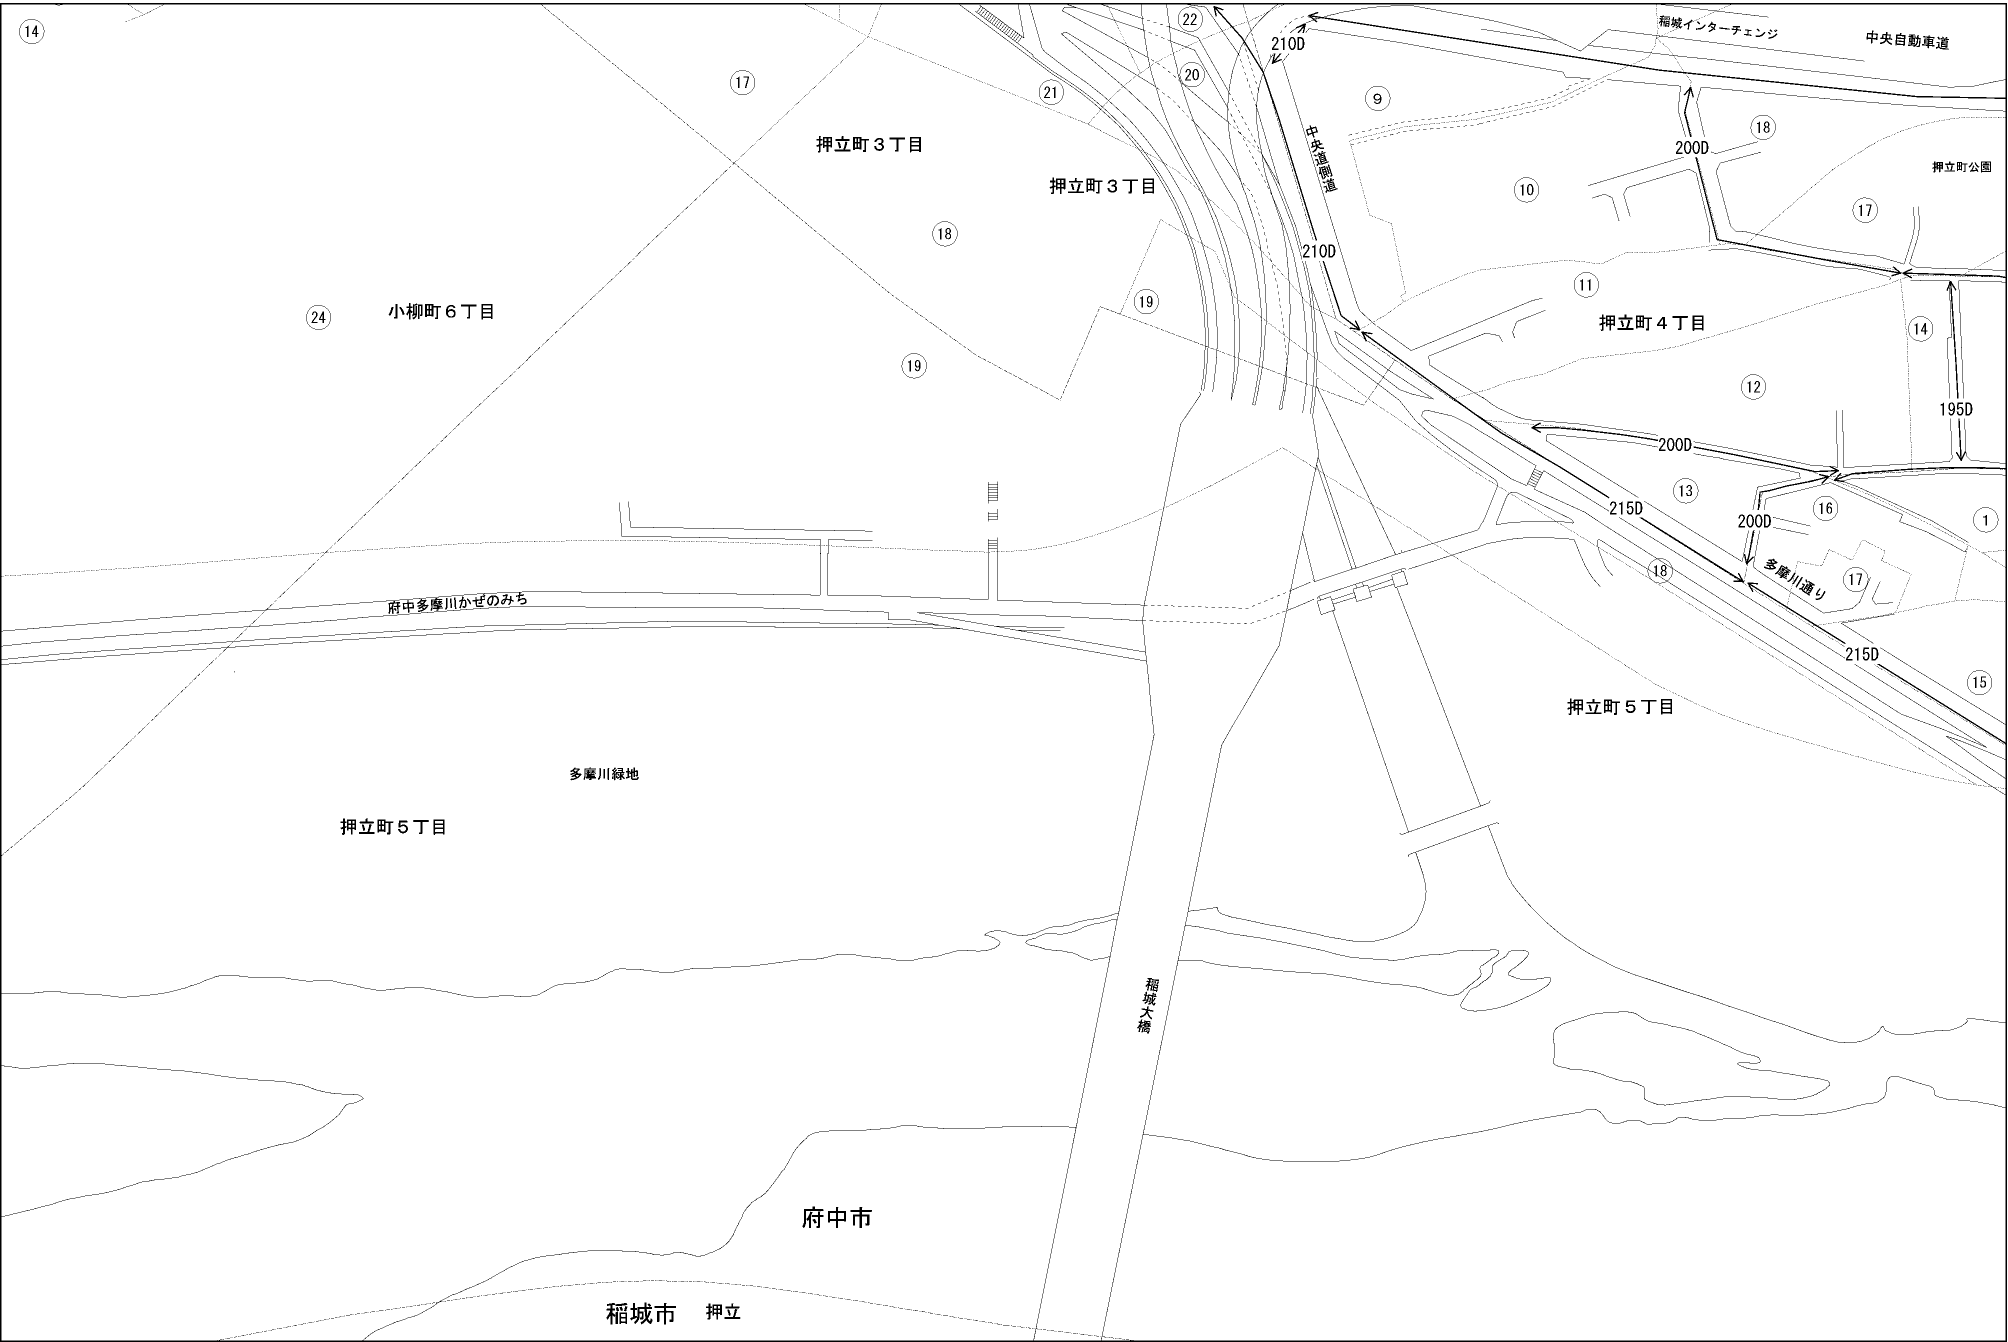 14
22
210D
稲城インターチェンジ
中央自動車道
17
20
21
9
18
押立町３丁目
中央道側道
200D
押立町公園
押立町３丁目
10
17
18
210D
11
19
24
小柳町６丁目
押立町４丁目
14
19
12
195D
200D
13
215D
16
200D
1
18
多摩川通り
17
府中多摩川かぜのみち
215D
15
押立町５丁目
多摩川緑地
押立町５丁目
稲城大橋
府中市
稲城市
押立